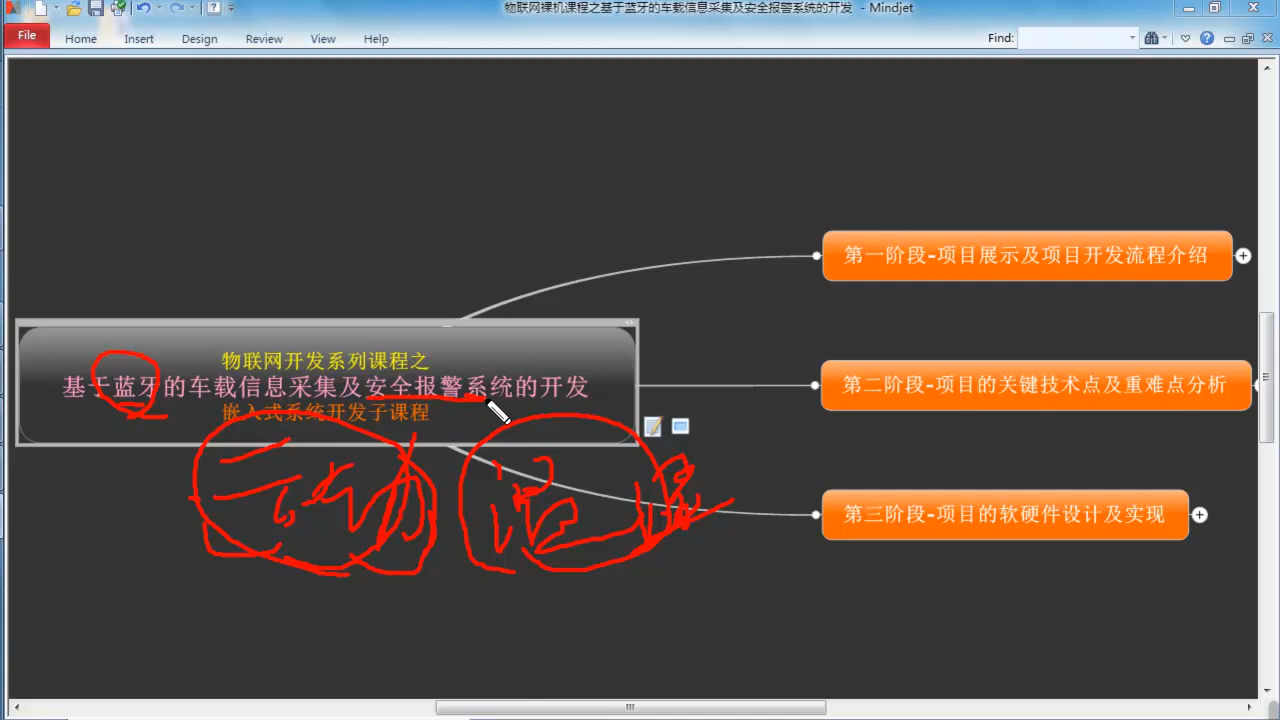 物联网裸机课程之基于蓝牙的车载信息采集及安全报警系统的开发 - Mindjet
File Home Insert Design Review View Help Find:
第一阶段-项目展示及项目开发流程介绍
物联网开发系列课程之
基于蓝牙的车载信息采集及安全报警系统的开发
嵌入式系统开发子课程
第二阶段-项目的关键技术点及重难点分析
第三阶段-项目的软硬件设计及实现